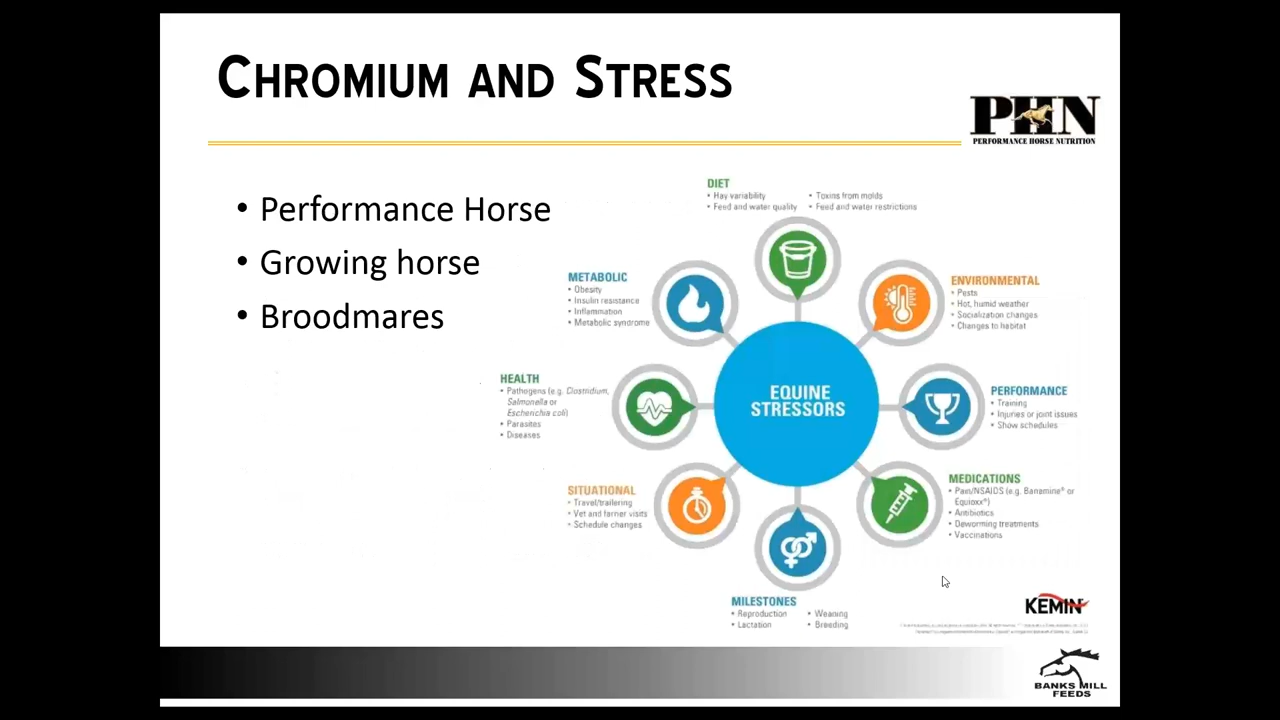 CHROMIUM AND STRESS
PHN
PERFORMANCE HORSE NUTRITION
• Performance Horse
• Growing horse
• Broodmares
DIET
• Hay variability
• Feed and water quality
• Toxins from molds
• Feed and water restrictions
METABOLIC
• Obesity
• Insulin resistance
• Inflammation
• Metabolic syndrome
ENVIRONMENTAL
• Pests
• Hot, humid weather
• Socialization changes
• Changes to habitat
HEALTH
• Pathogens (e.g. Clostridium,
Salmonella or
Escherichia coli)
• Parasites
• Diseases
EQUINE
STRESSORS
PERFORMANCE
• Training
• Injuries or joint issues
• Show schedules
SITUATIONAL
• Travel/trailering
• Vet and farrier visits
• Schedule changes
MEDICATIONS
• Pain/NSAIDS (e.g. Banamine® or
Equioxx®)
• Antibiotics
• Deworming treatments
• Vaccinations
MILESTONES
• Reproduction
• Lactation
• Weaning
• Breeding
KEMIN
BANKS MILL
FEEDS